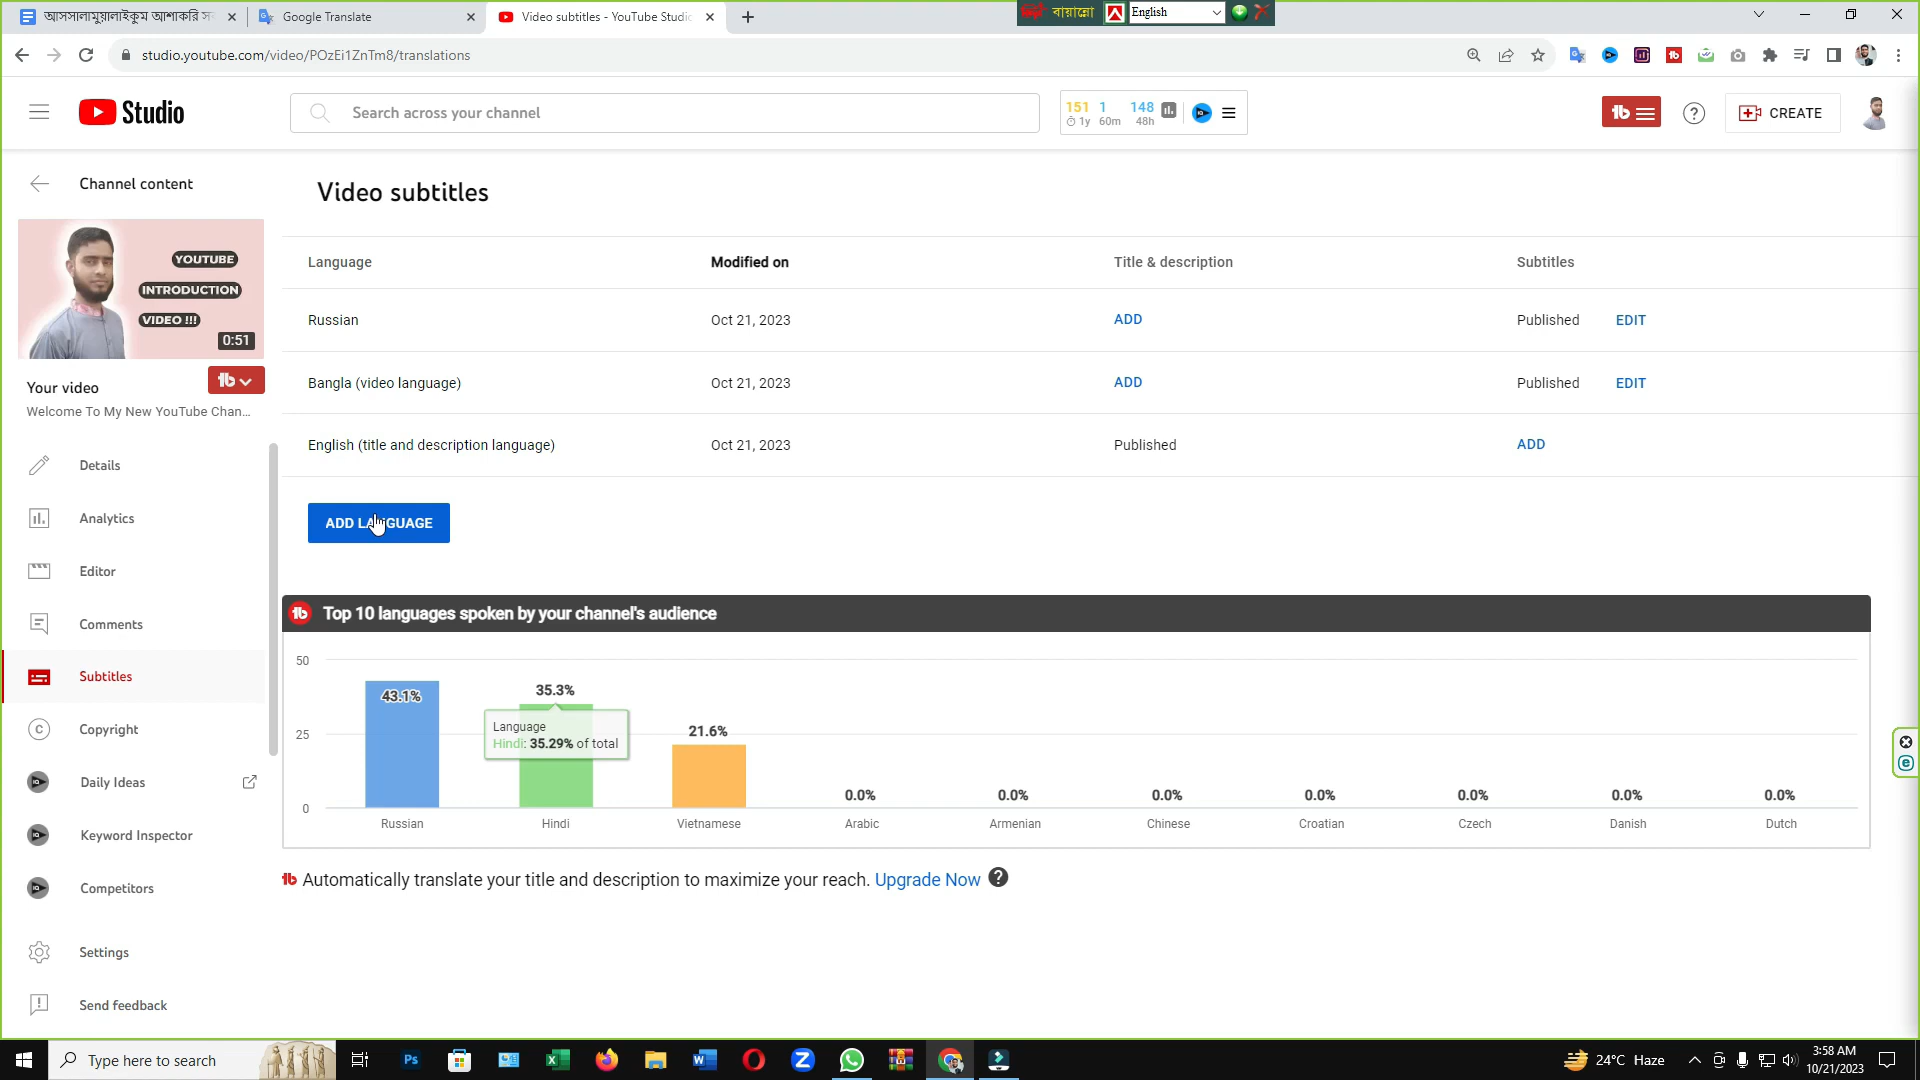 আসসালামুয়ালাইকুম আশাকরি স
Google Translate
Video subtitles - YouTube Studio
বায়ান্নো
English
studio.youtube.com/video/POzEi1ZnTm8/translations
Studio
Search across your channel
151 1 148
1y 60m 48h
CREATE
Channel content
Video subtitles
YOUTUBE
INTRODUCTION
VIDEO !!!
0:51
Your video
Welcome To My New YouTube Chan...
Language Modified on Title & description Subtitles
Russian Oct 21, 2023 ADD Published EDIT
Bangla (video language) Oct 21, 2023 ADD Published EDIT
English (title and description language) Oct 21, 2023 Published ADD
ADD LANGUAGE
Details
Analytics
Editor
Comments
Subtitles
Copyright
Daily Ideas
Keyword Inspector
Competitors
Settings
Send feedback
Top 10 languages spoken by your channel's audience
50
25
0
43.1%
35.3%
21.6%
0.0%
0.0%
0.0%
0.0%
0.0%
0.0%
0.0%
Language
Hindi: 35.29% of total
Russian
Hindi
Vietnamese
Arabic
Armenian
Chinese
Croatian
Czech
Danish
Dutch
Automatically translate your title and description to maximize your reach. Upgrade Now
Type here to search
24°C Haze
3:58 AM
10/21/2023